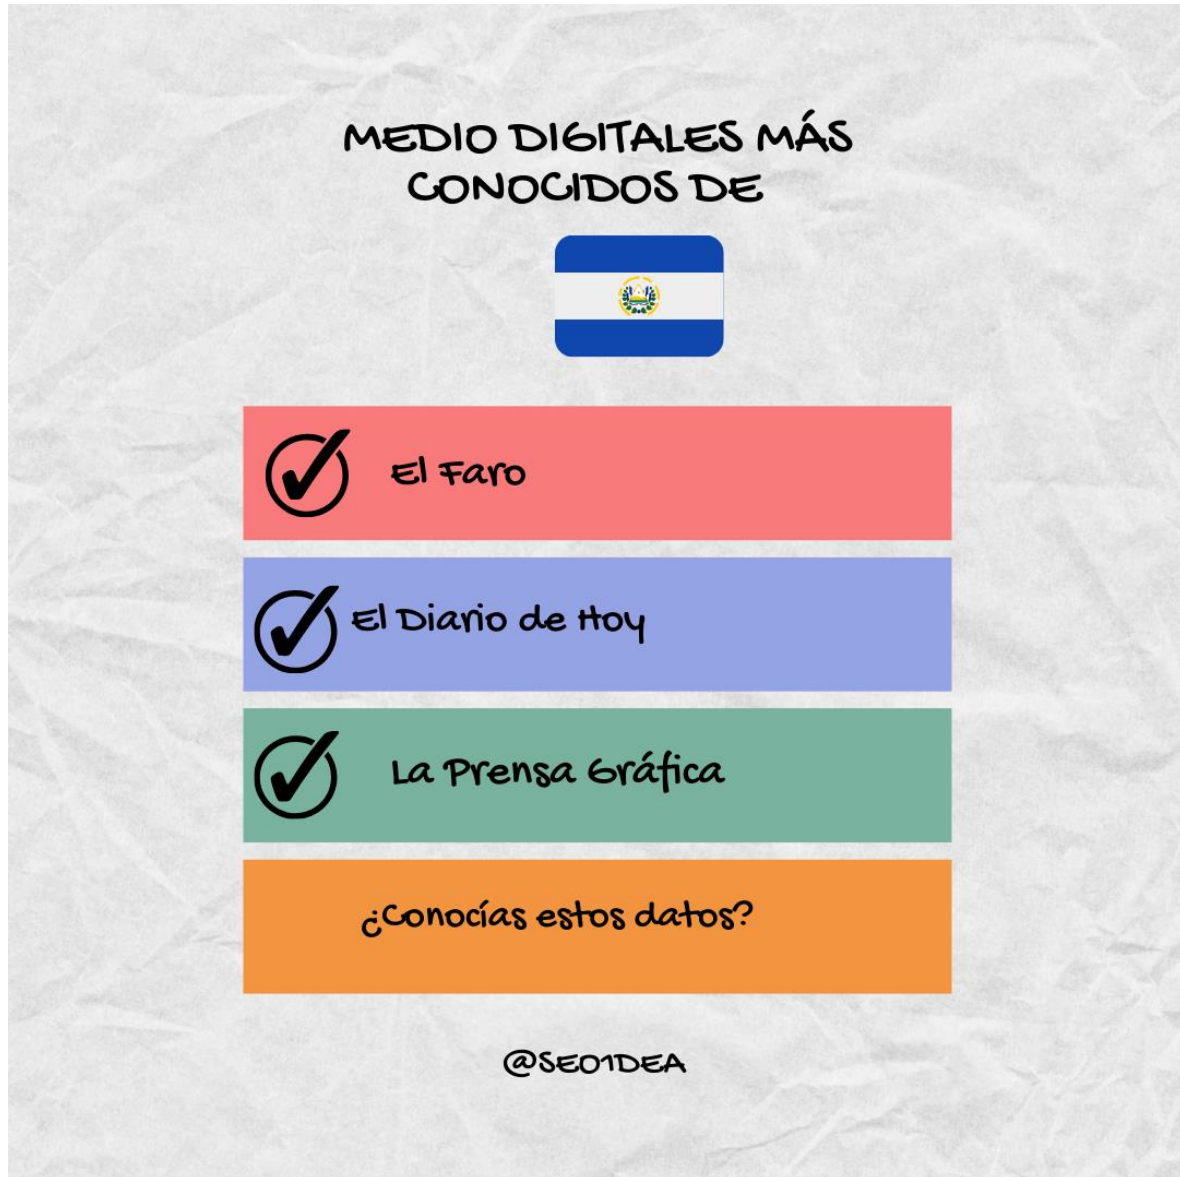 MEDIO DIGITALES MÁS
CONOCIDOS DE
El Faro
El Diario de Hoy
La Prensa Gráfica
¿Conocías estos datos?
@SEO1DEA